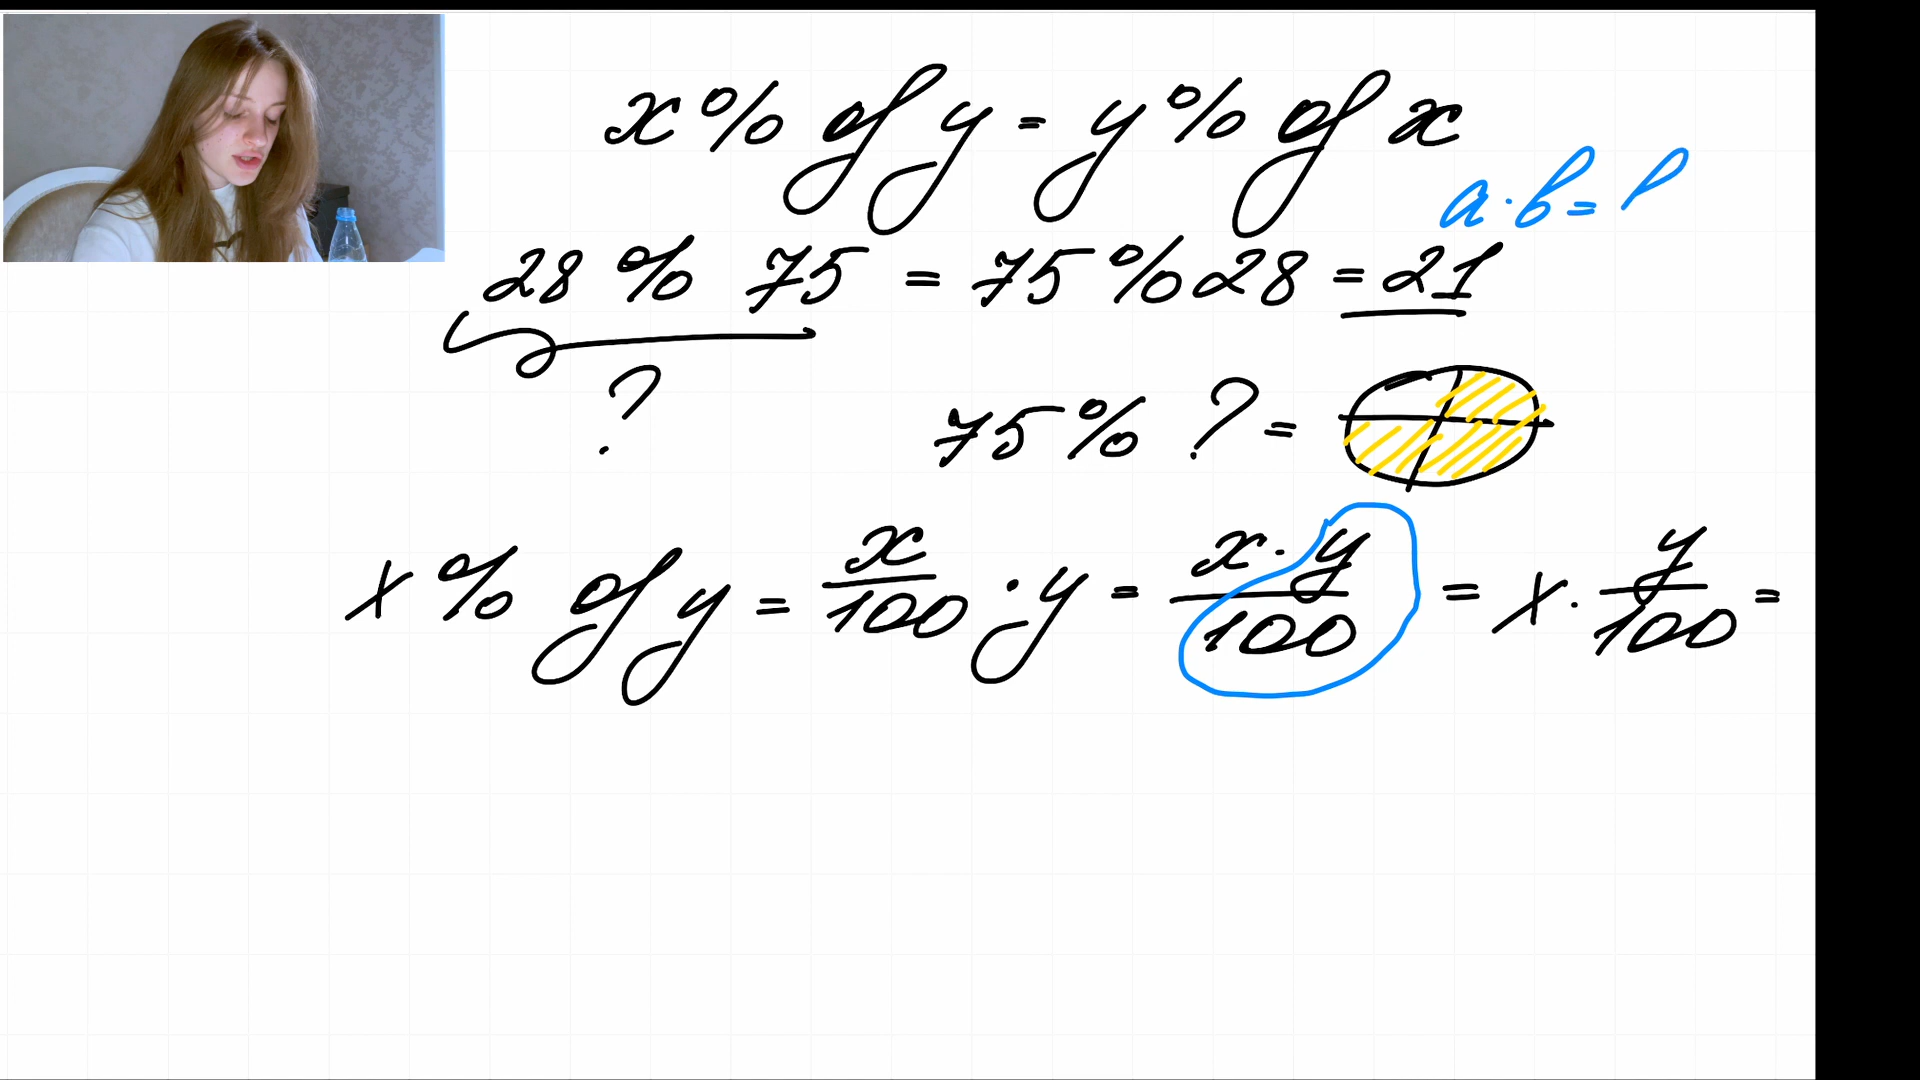 x% of y = y% of x
a·b=
28 % 75 = 75%28 = 21
?
75% ? =
x% of y = x/100 · y = x·y/100 = x · y/100 =